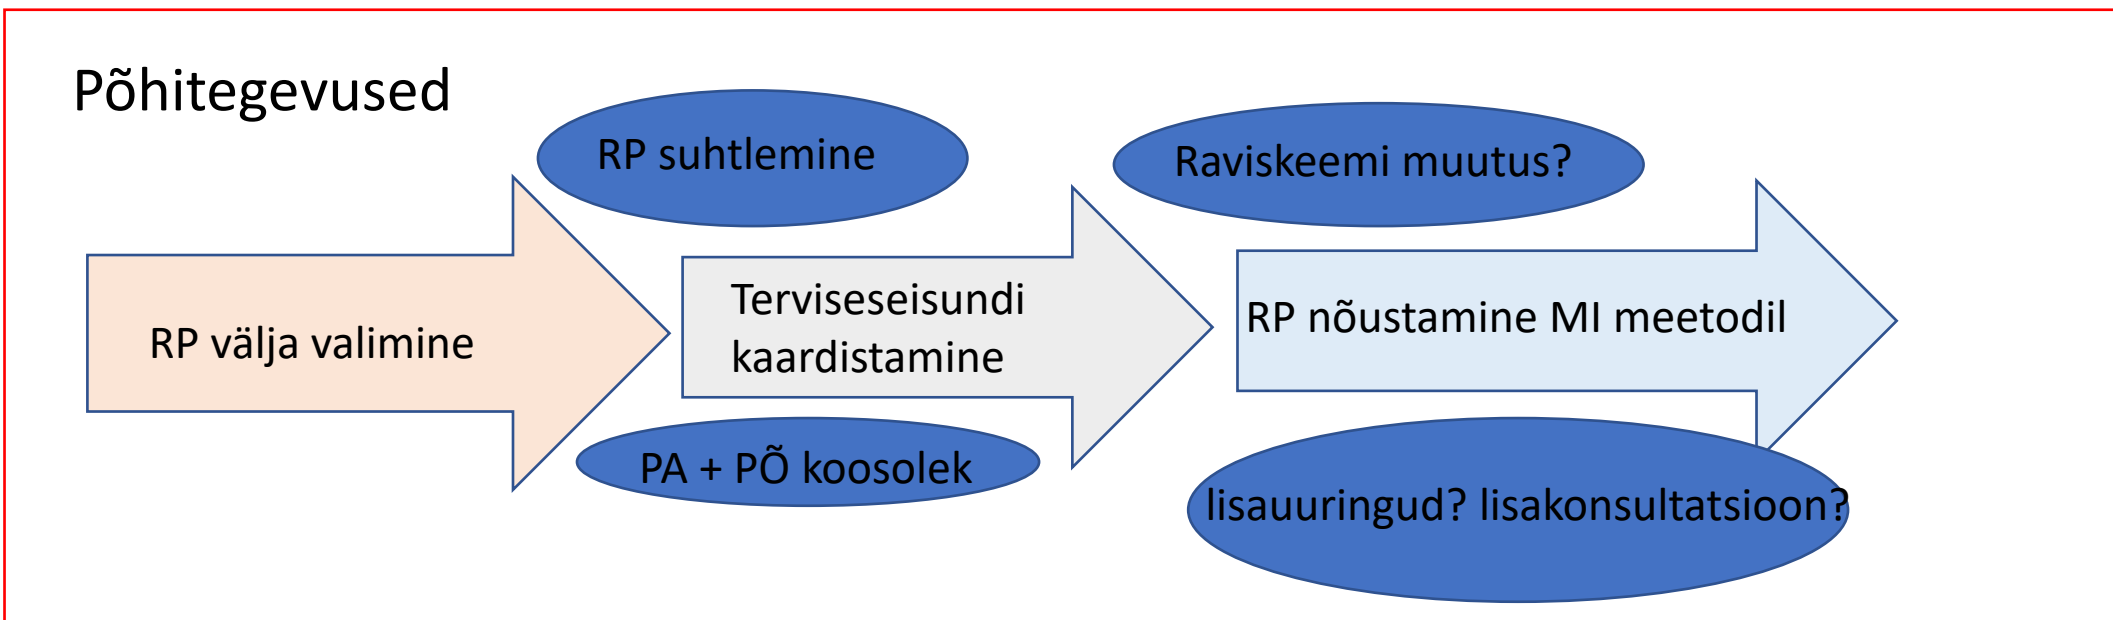 Põhitegevused
RP suhtlemine
Raviskeemi muutus?
RP välja valimine
Terviseseisundi
kaardistamine
RP nõustamine MI meetodil
PA + PÕ koosolek
lisauuringud? lisakonsultatsioon?